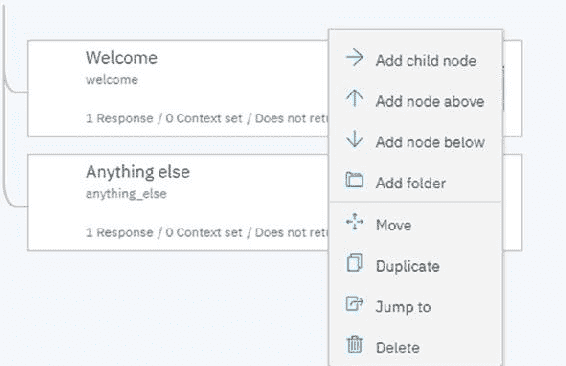 Welcome
welcome
1 Response / 0 Context set / Does not retu
Anything else
anything_else
1 Response / 0 Context set / Does not retu
Add child node
Add node above
Add node below
Add folder
Move
Duplicate
Jump to
Delete